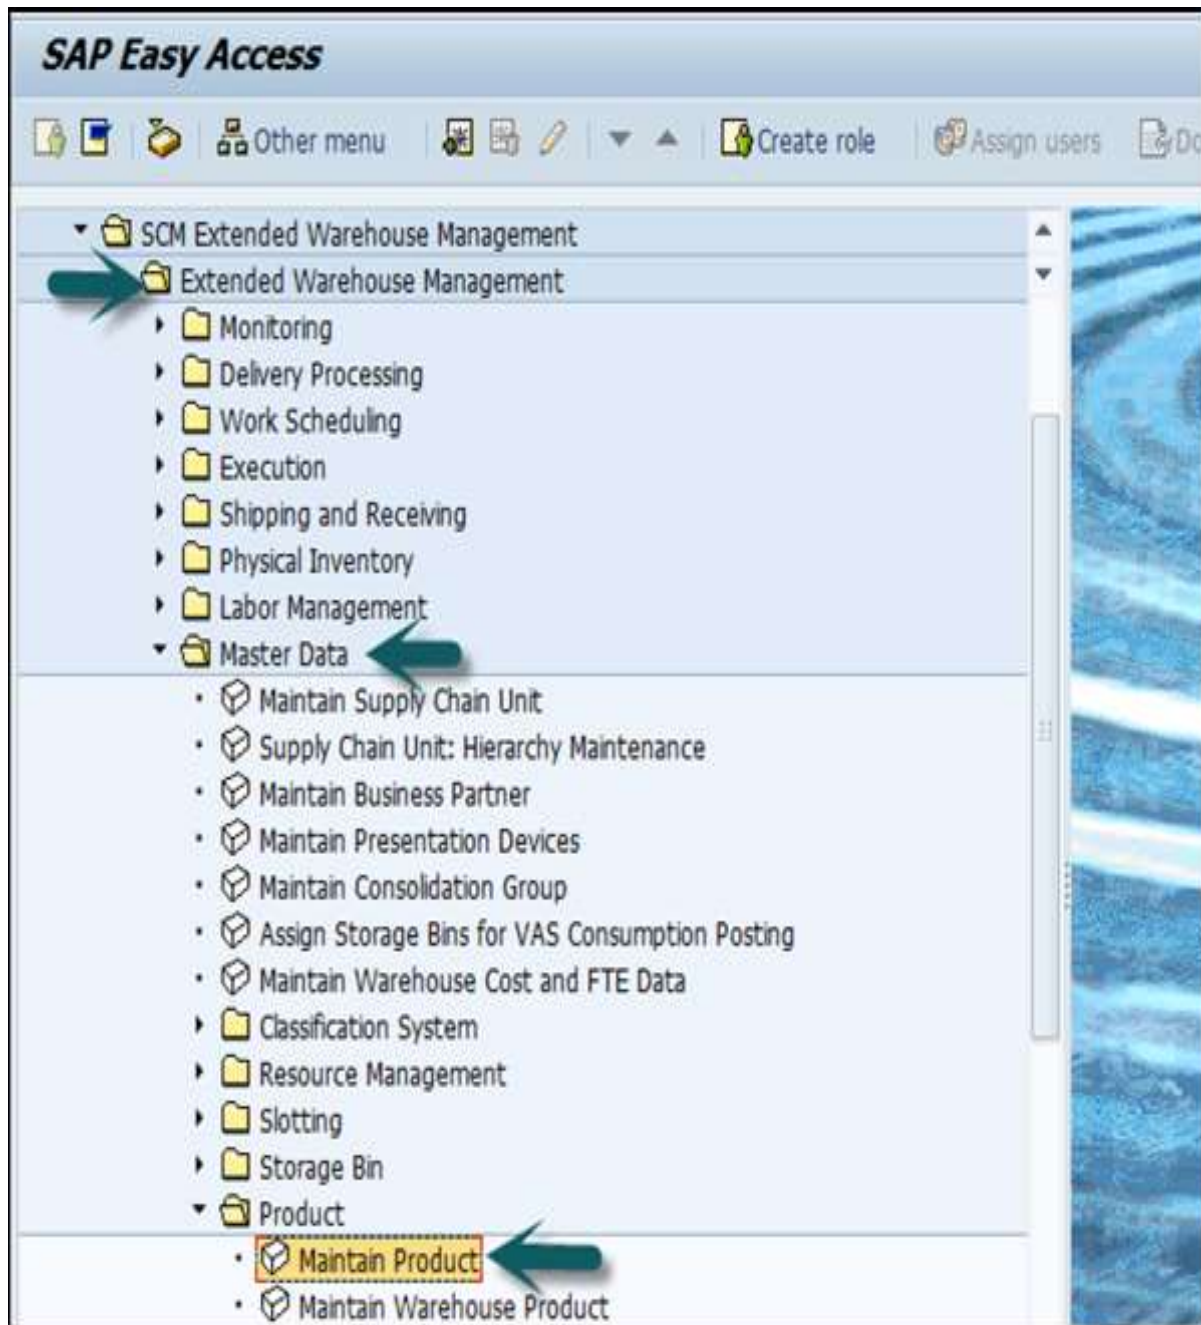 SAP Easy Access
Other menu Create role Assign users Do
SCM Extended Warehouse Management
Extended Warehouse Management
Monitoring
Delivery Processing
Work Scheduling
Execution
Shipping and Receiving
Physical Inventory
Labor Management
Master Data
Maintain Supply Chain Unit
Supply Chain Unit: Hierarchy Maintenance
Maintain Business Partner
Maintain Presentation Devices
Maintain Consolidation Group
Assign Storage Bins for VAS Consumption Posting
Maintain Warehouse Cost and FTE Data
Classification System
Resource Management
Slotting
Storage Bin
Product
Maintain Product
Maintain Warehouse Product